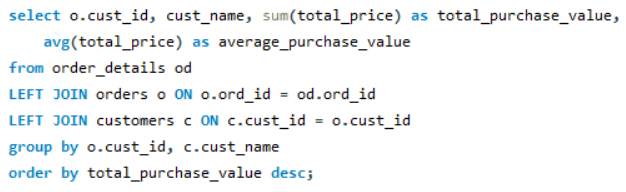 select o.cust_id, cust_name, sum(total_price) as total_purchase_value,
avg(total_price) as average_purchase_value
from order_details od
LEFT JOIN orders o ON o.ord_id = od.ord_id
LEFT JOIN customers c ON c.cust_id = o.cust_id
group by o.cust_id, c.cust_name
order by total_purchase_value desc;